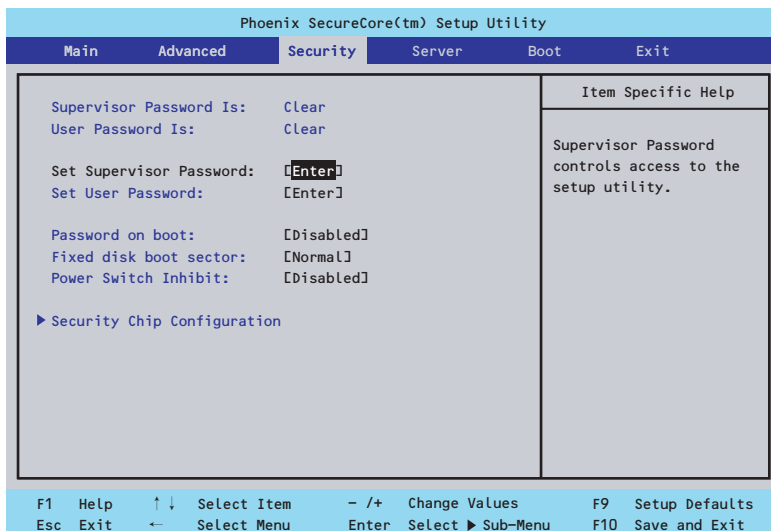 Phoenix SecureCore(tm) Setup Utility
Main Advanced Security Server Boot Exit
Supervisor Password Is: Clear
User Password Is: Clear
Set Supervisor Password: [Enter]
Set User Password: [Enter]
Password on boot: [Disabled]
Fixed disk boot sector: [Normal]
Power Switch Inhibit: [Disabled]
▶ Security Chip Configuration
Item Specific Help
Supervisor Password
controls access to the
setup utility.
F1 Help ↑↓ Select Item − /+ Change Values F9 Setup Defaults
Esc Exit ← Select Menu Enter Select ▶ Sub−Menu F10 Save and Exit